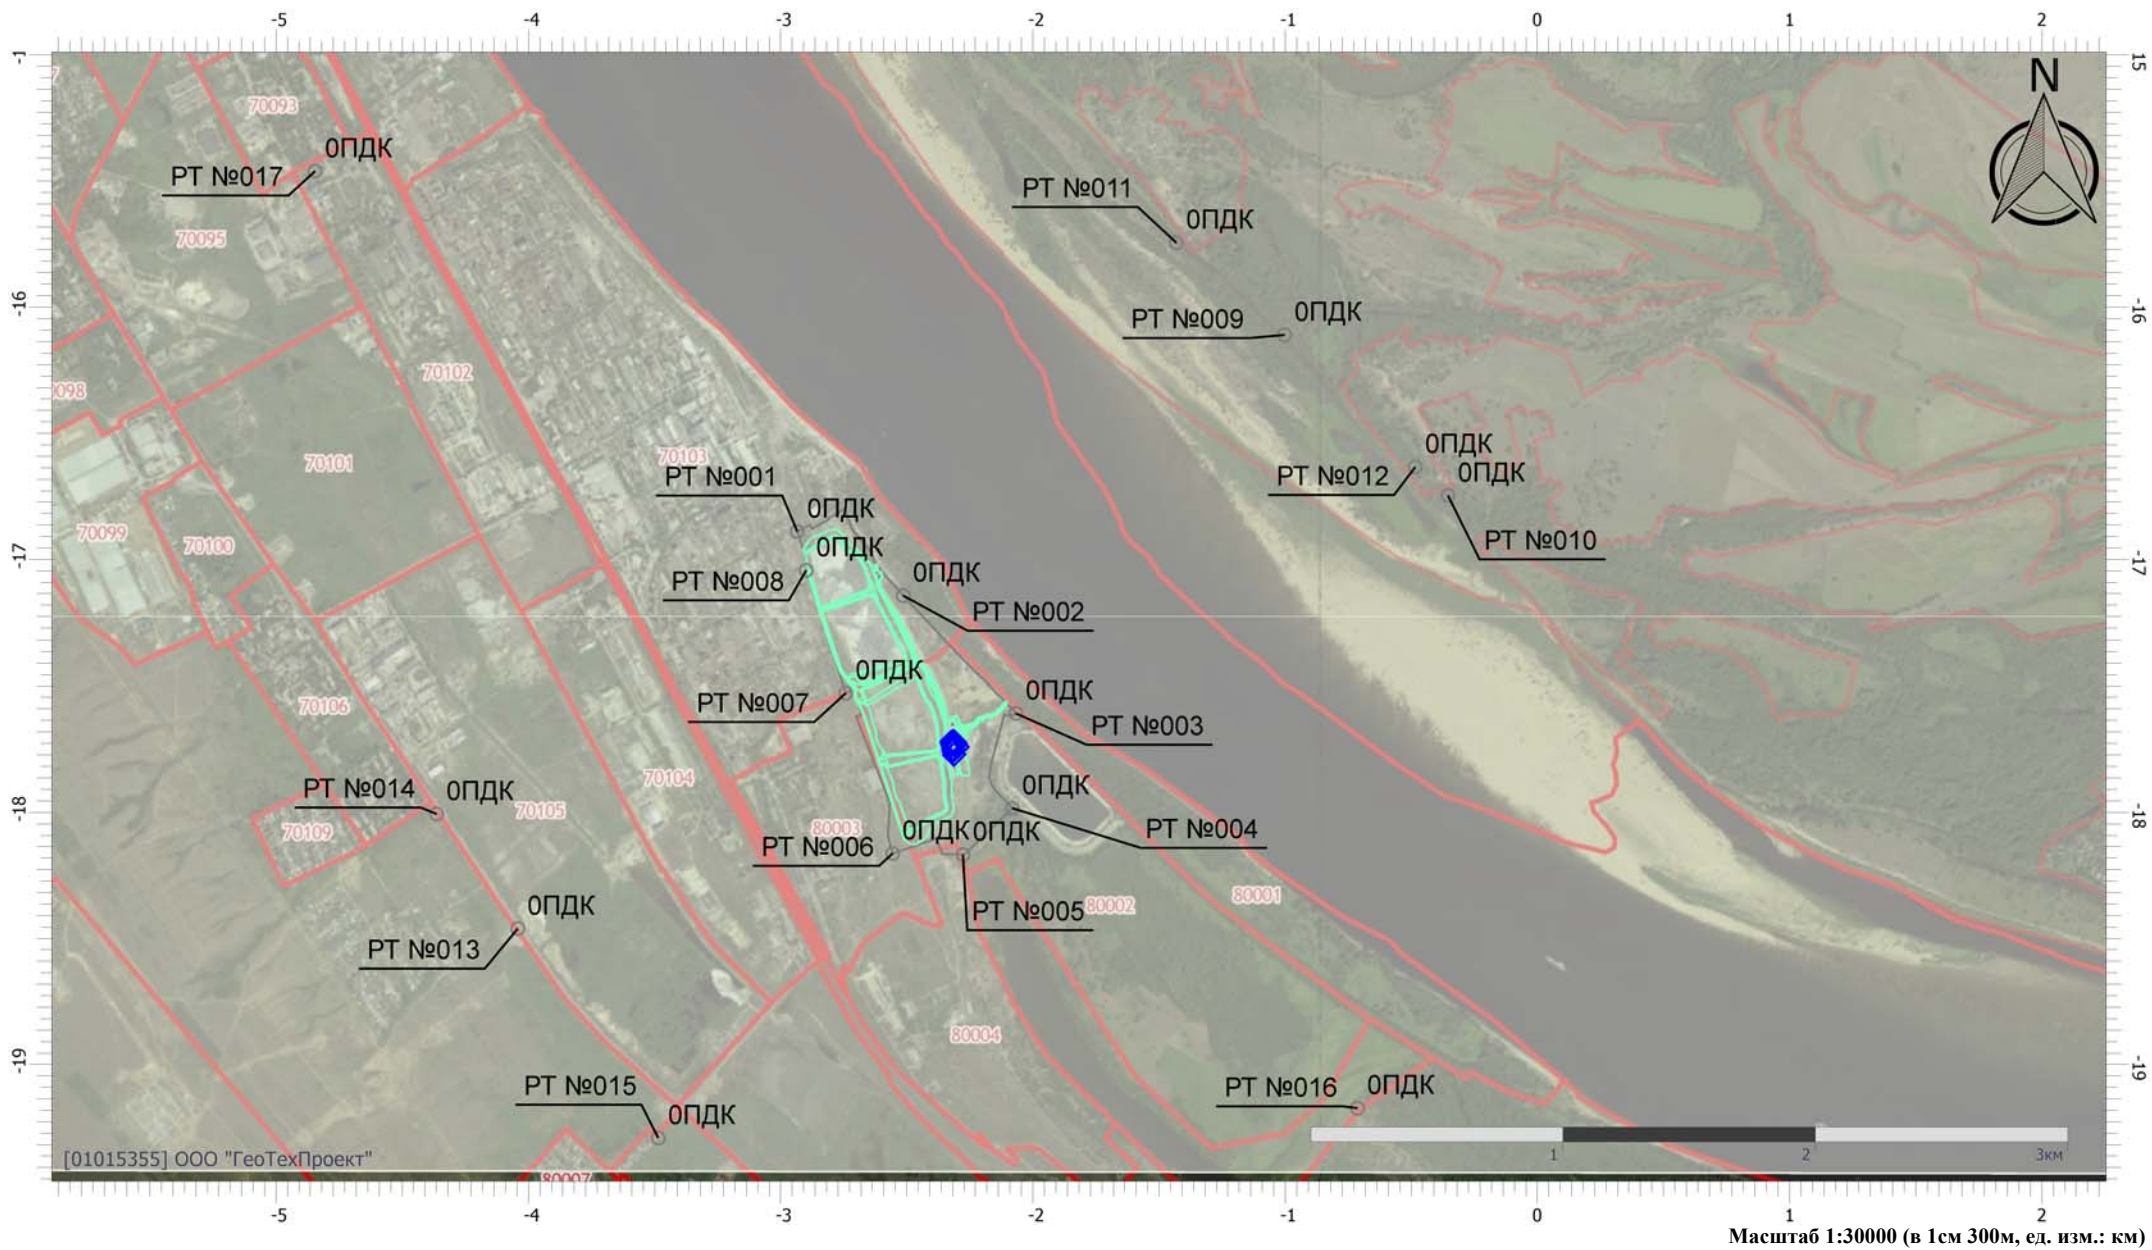 -5 -4 -3 -2 -1 0 1 2
-1
15
N
70093
0ПДК
РТ №017
РТ №011
0ПДК
70095
-16
0ПДК
-16
РТ №009
70102
098
0ПДК
70103
70101
0ПДК
РТ №001
РТ №012
0ПДК
70099
70100
0ПДК
РТ №010
-17
0ПДК
-17
РТ №008
0ПДК
РТ №002
0ПДК
70106
РТ №007
0ПДК
РТ №003
70104
РТ №014
0ПДК
0ПДК
70105
-18
-18
70109
80003
0ПДК
0ПДК
РТ №004
РТ №006
80001
0ПДК
80002
РТ №005
РТ №013
80004
-19
-19
РТ №015
РТ №016
0ПДК
0ПДК
[01015355] ООО "ГеоТехПроект"
1 2 3км
80007
-5 -4 -3 -2 -1 0 1 2
Масштаб 1:30000 (в 1см 300м, ед. изм.: км)